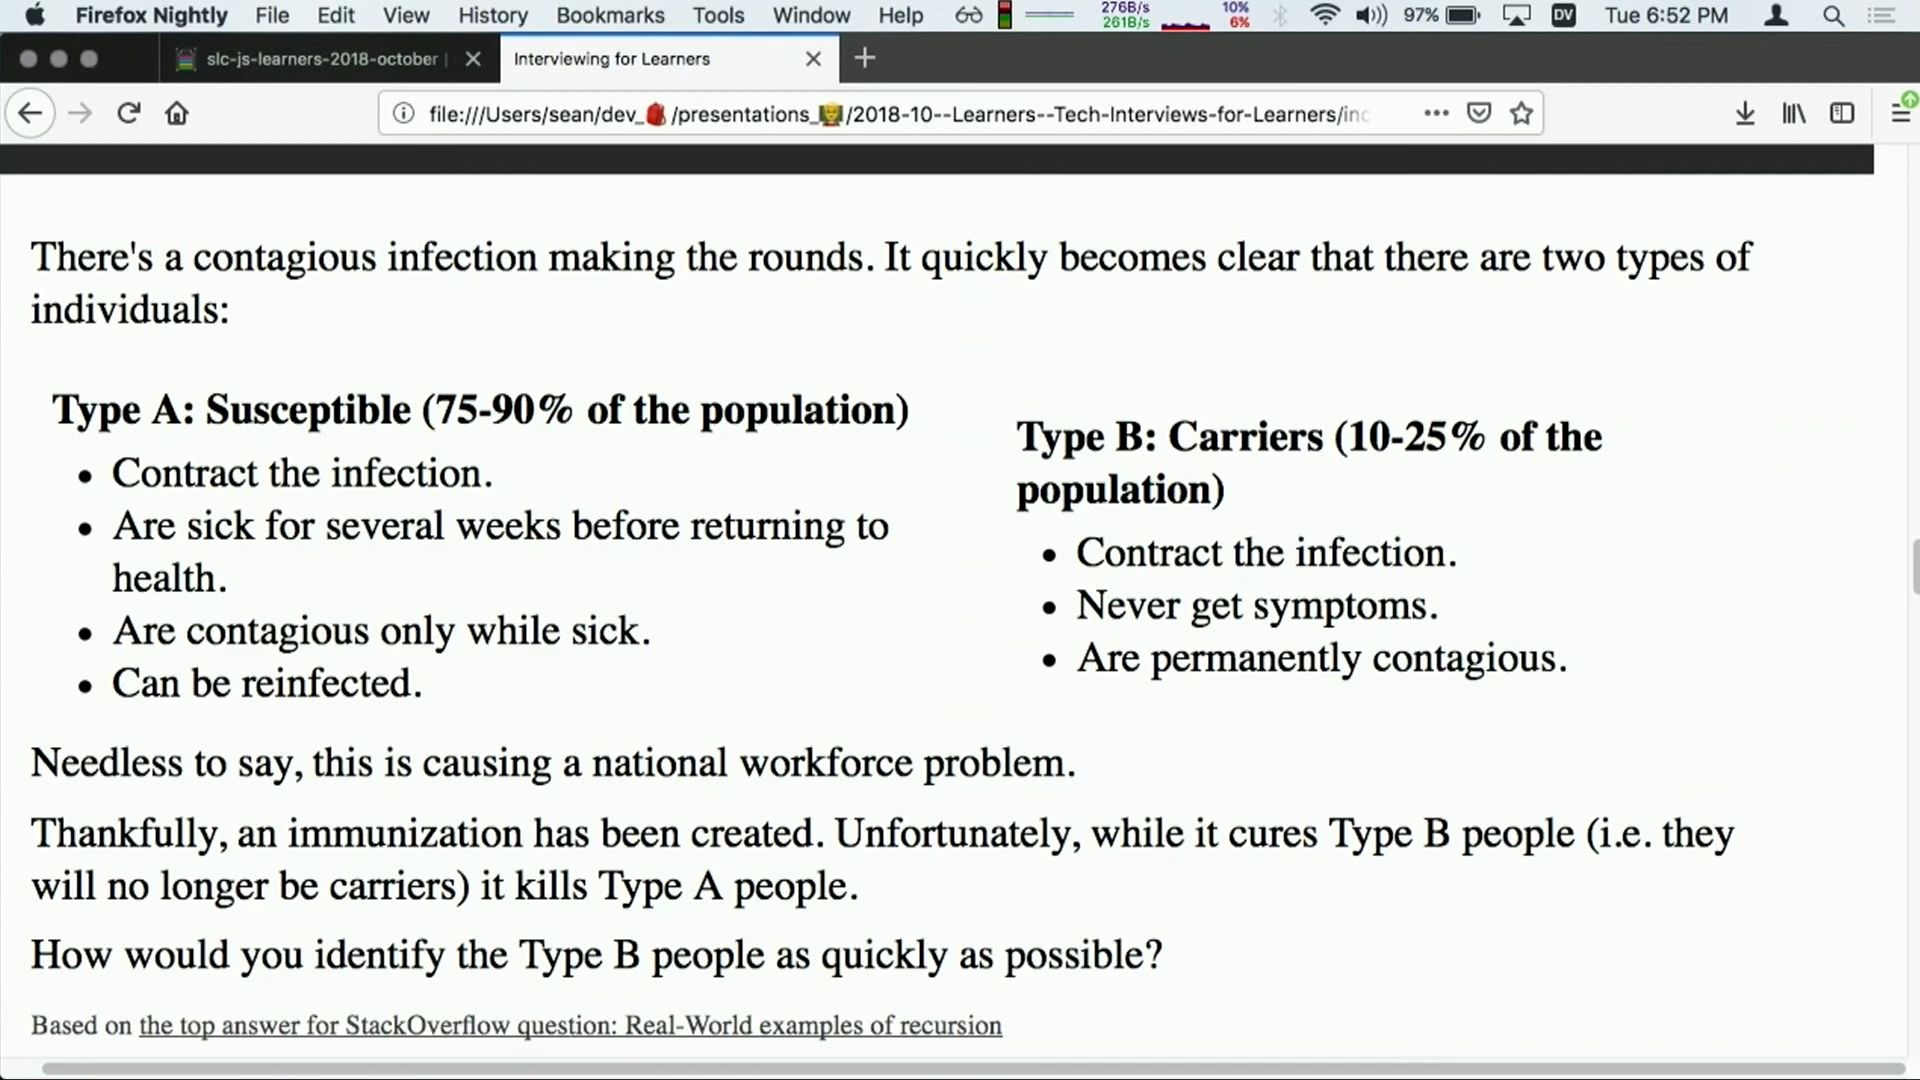 Firefox Nightly File Edit View History Bookmarks Tools Window Help 276B/s 261B/s 10% 6% 97% DV Tue 6:52 PM
slc-js-learners-2018-october | Interviewing for Learners
file:///Users/sean/dev_🎒/presentations_👨‍🏫/2018-10--Learners--Tech-Interviews-for-Learners/inc
There's a contagious infection making the rounds. It quickly becomes clear that there are two types of
individuals:
Type A: Susceptible (75-90% of the population)
• Contract the infection.
• Are sick for several weeks before returning to
health.
• Are contagious only while sick.
• Can be reinfected.
Type B: Carriers (10-25% of the
population)
• Contract the infection.
• Never get symptoms.
• Are permanently contagious.
Needless to say, this is causing a national workforce problem.
Thankfully, an immunization has been created. Unfortunately, while it cures Type B people (i.e. they
will no longer be carriers) it kills Type A people.
How would you identify the Type B people as quickly as possible?
Based on the top answer for StackOverflow question: Real-World examples of recursion